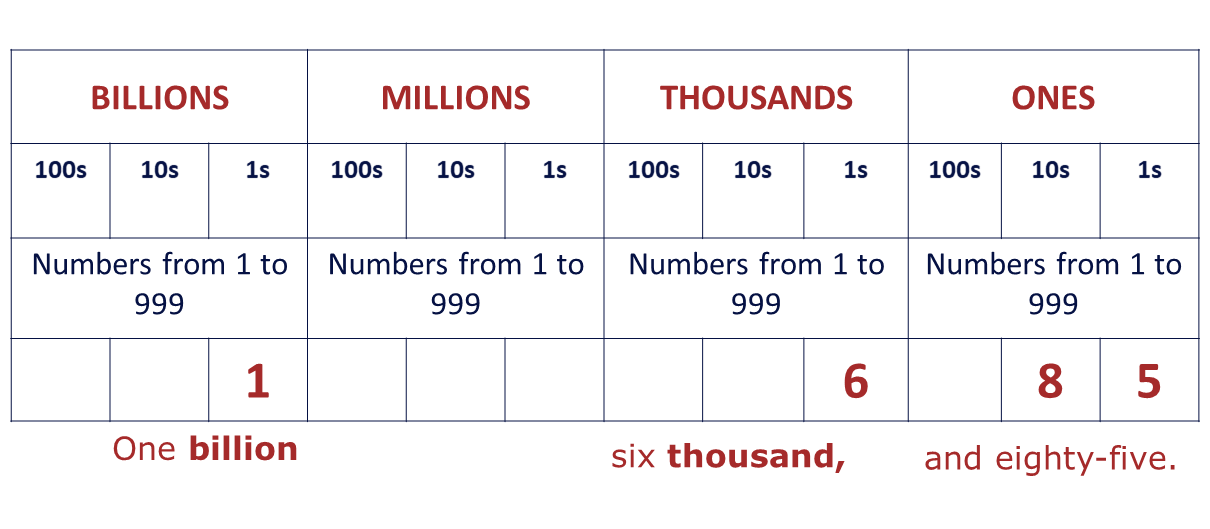 BILLIONS MILLIONS THOUSANDS ONES
100s 10s 1s 100s 10s 1s 100s 10s 1s 100s 10s 1s
Numbers from 1 to Numbers from 1 to Numbers from 1 to Numbers from 1 to
999 999 999 999
1 6 8 5
One billion six thousand, and eighty-five.